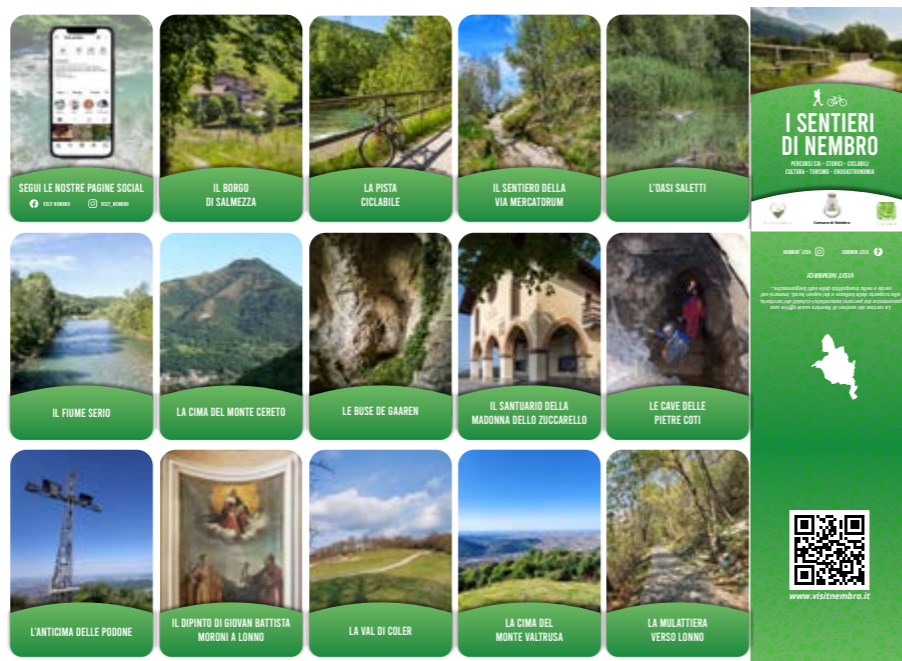 SEGUI LE NOSTRE PAGINE SOCIAL
VISIT NEMBRO
VISIT_NEMBRO
IL BORGO
DI SALMEZZA
LA PISTA
CICLABILE
IL SENTIERO DELLA
VIA MERCATORUM
L'OASI SALETTI
I SENTIERI
DI NEMBRO
PERCORSI CAI - STORICI - CICLABILI
CULTURA - TURISMO - ENOGASTRONOMIA
Comune di Nembro
IL FIUME SERIO
LA CIMA DEL MONTE CERETO
LE BUSE DE GAAREN
IL SANTUARIO DELLA
MADONNA DELLO ZUCCARELLO
LE CAVE DELLE
PIETRE COTI
VISIT NEMBRO
VISIT_NEMBRO
VISIT NEMBRO!
L'ANTICIMA DELLE PODONE
IL DIPINTO DI GIOVAN BATTISTA
MORONI A LONNO
LA VAL DI COLER
LA CIMA DEL
MONTE VALTRUSA
LA MULATTIERA
VERSO LONNO
www.visitnembro.it